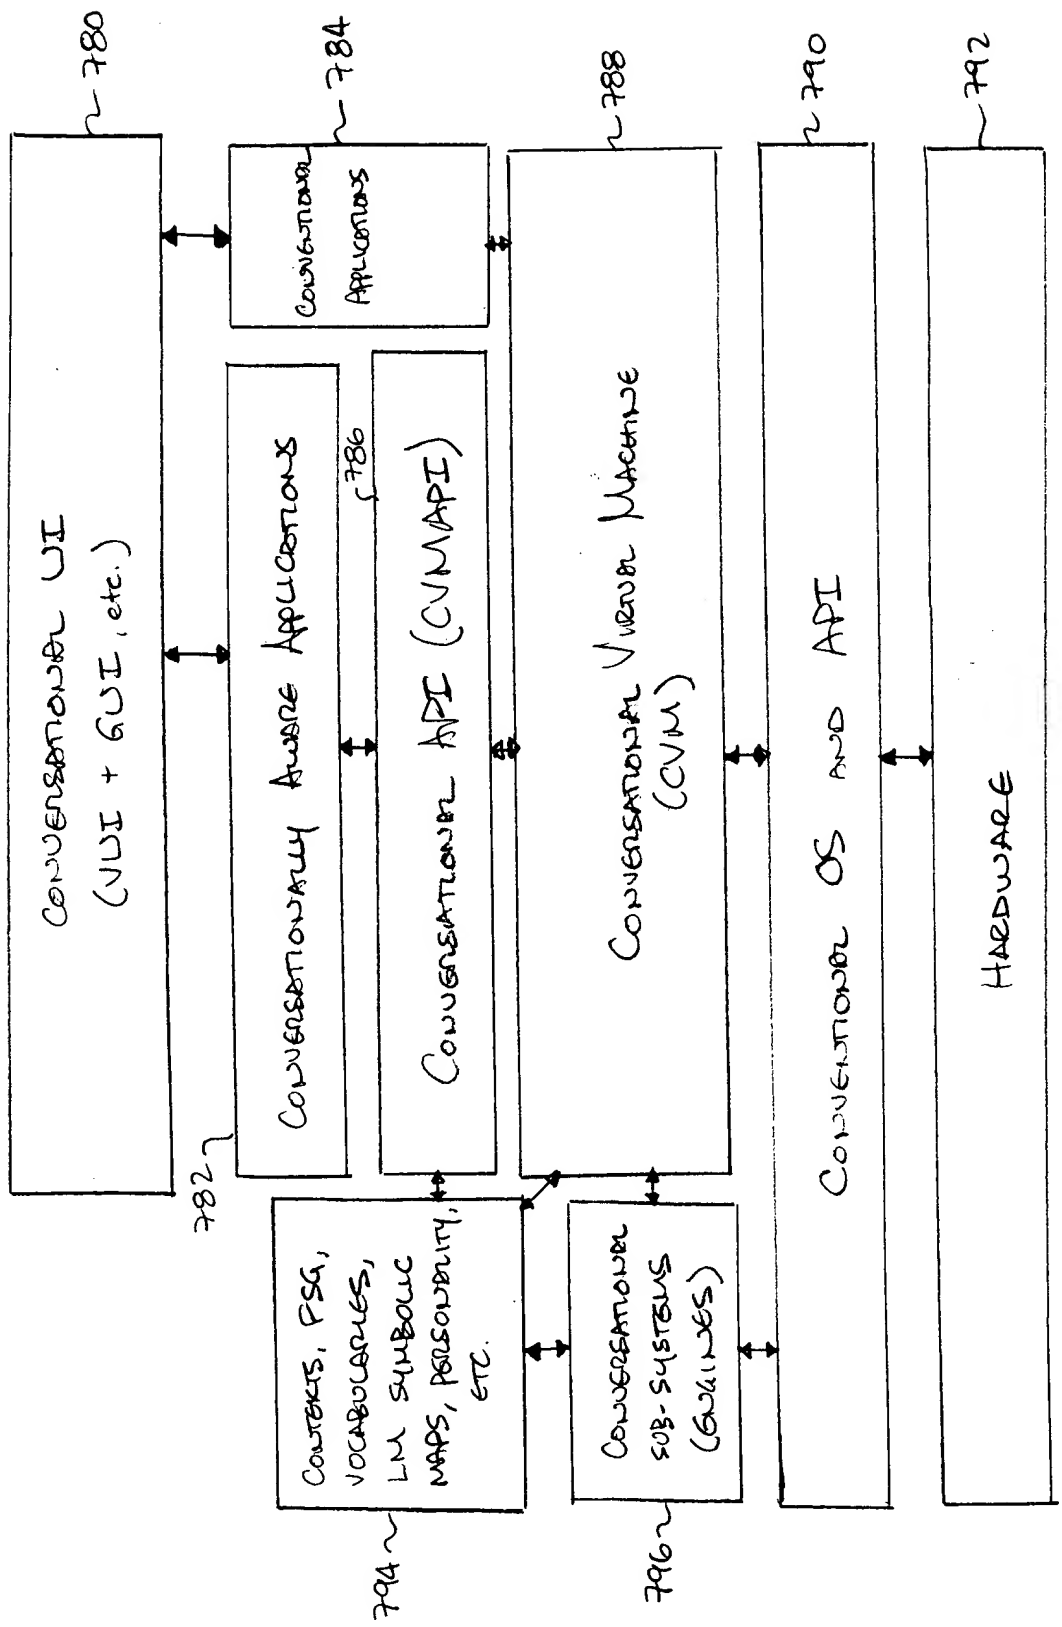 780
CONVERSATIONAL UI
(VUI + GUI, etc.)
782
CONVERSATIONALLY AWARE APPLICATIONS
784
CONVENTIONAL
APPLICATIONS
786
CONVERSATIONAL API (CVMAPI)
788
CONVERSATIONAL VIRTUAL MACHINE
(CVM)
790
CONVENTIONAL OS AND API
792
HARDWARE
794
CONTEXTS, FSG,
VOCABULARIES,
LM SYMBOLIC
MAPS, PERSONALITY,
ETC.
796
CONVERSATIONAL
SUB-SYSTEMS
(ENGINES)